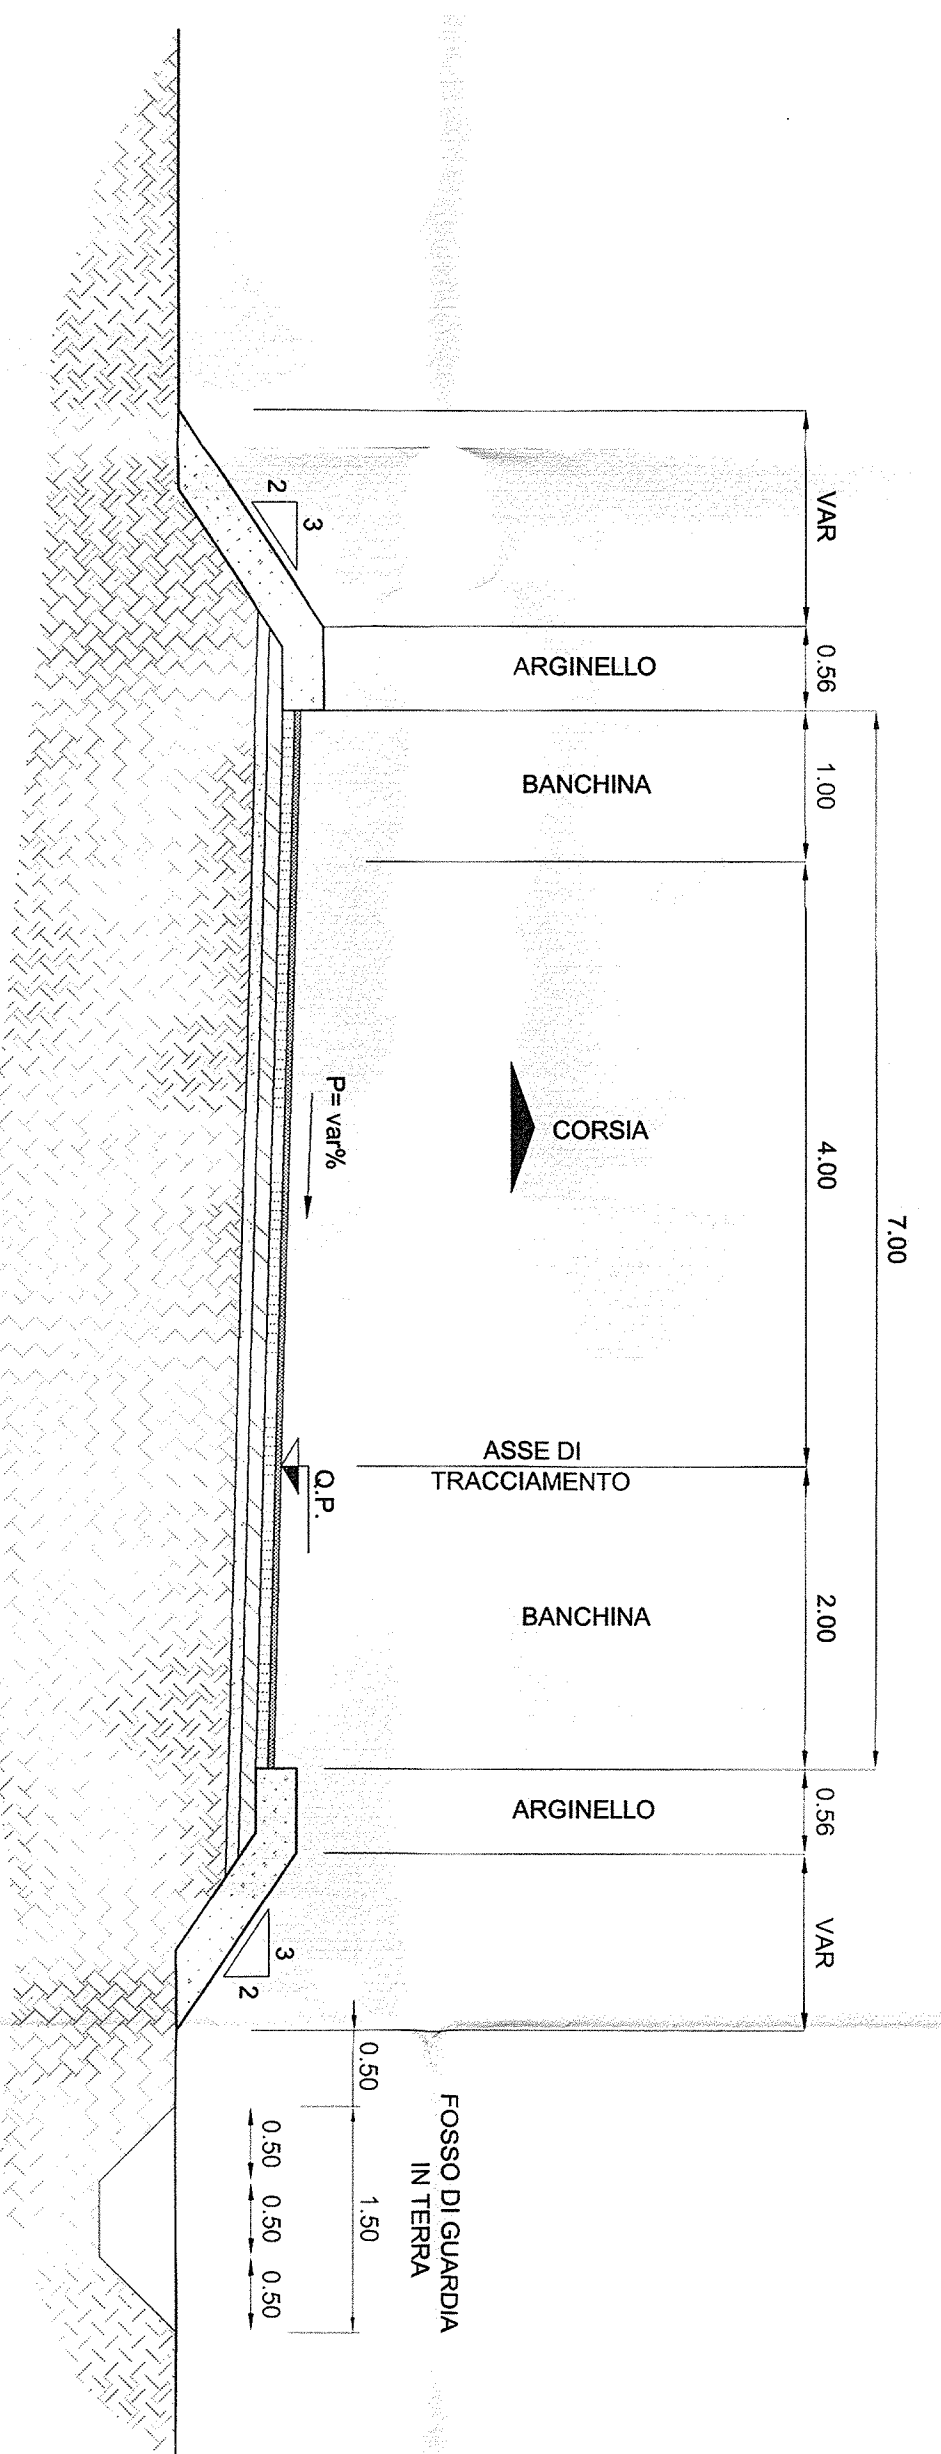 7.00
VAR
0.56
1.00
4.00
2.00
0.56
VAR
ARGINELLO
BANCHINA
CORSIA
ASSE DI
TRACCIAMENTO
BANCHINA
ARGINELLO
FOSSO DI GUARDIA
IN TERRA
0.50
1.50
0.50
0.50
0.50
P= var%
Q.P.
3
2
3
2